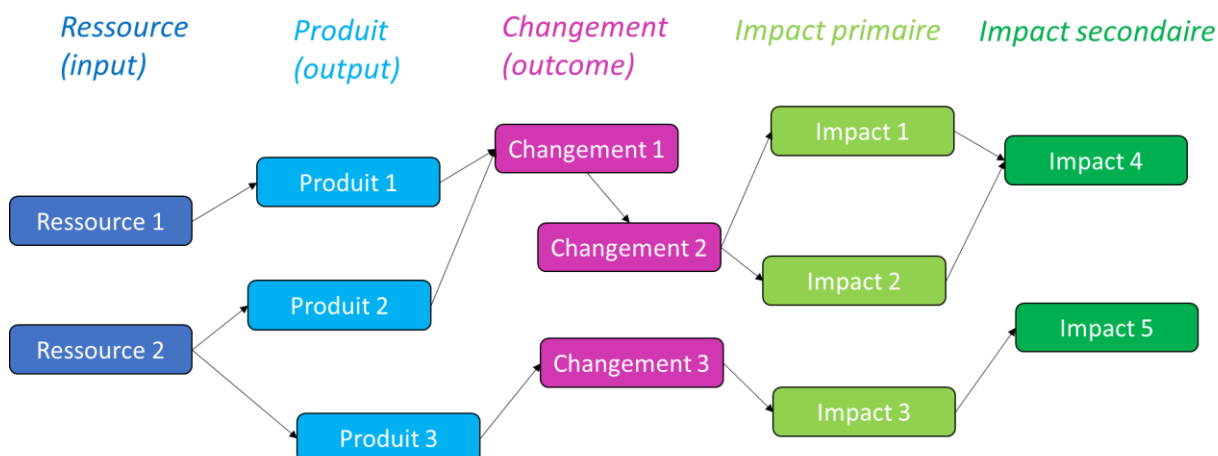 Ressource
(input)
Produit
(output)
Changement
(outcome)
Impact primaire
Impact secondaire
Ressource 1
Ressource 2
Produit 1
Produit 2
Produit 3
Changement 1
Changement 2
Changement 3
Impact 1
Impact 2
Impact 3
Impact 4
Impact 5